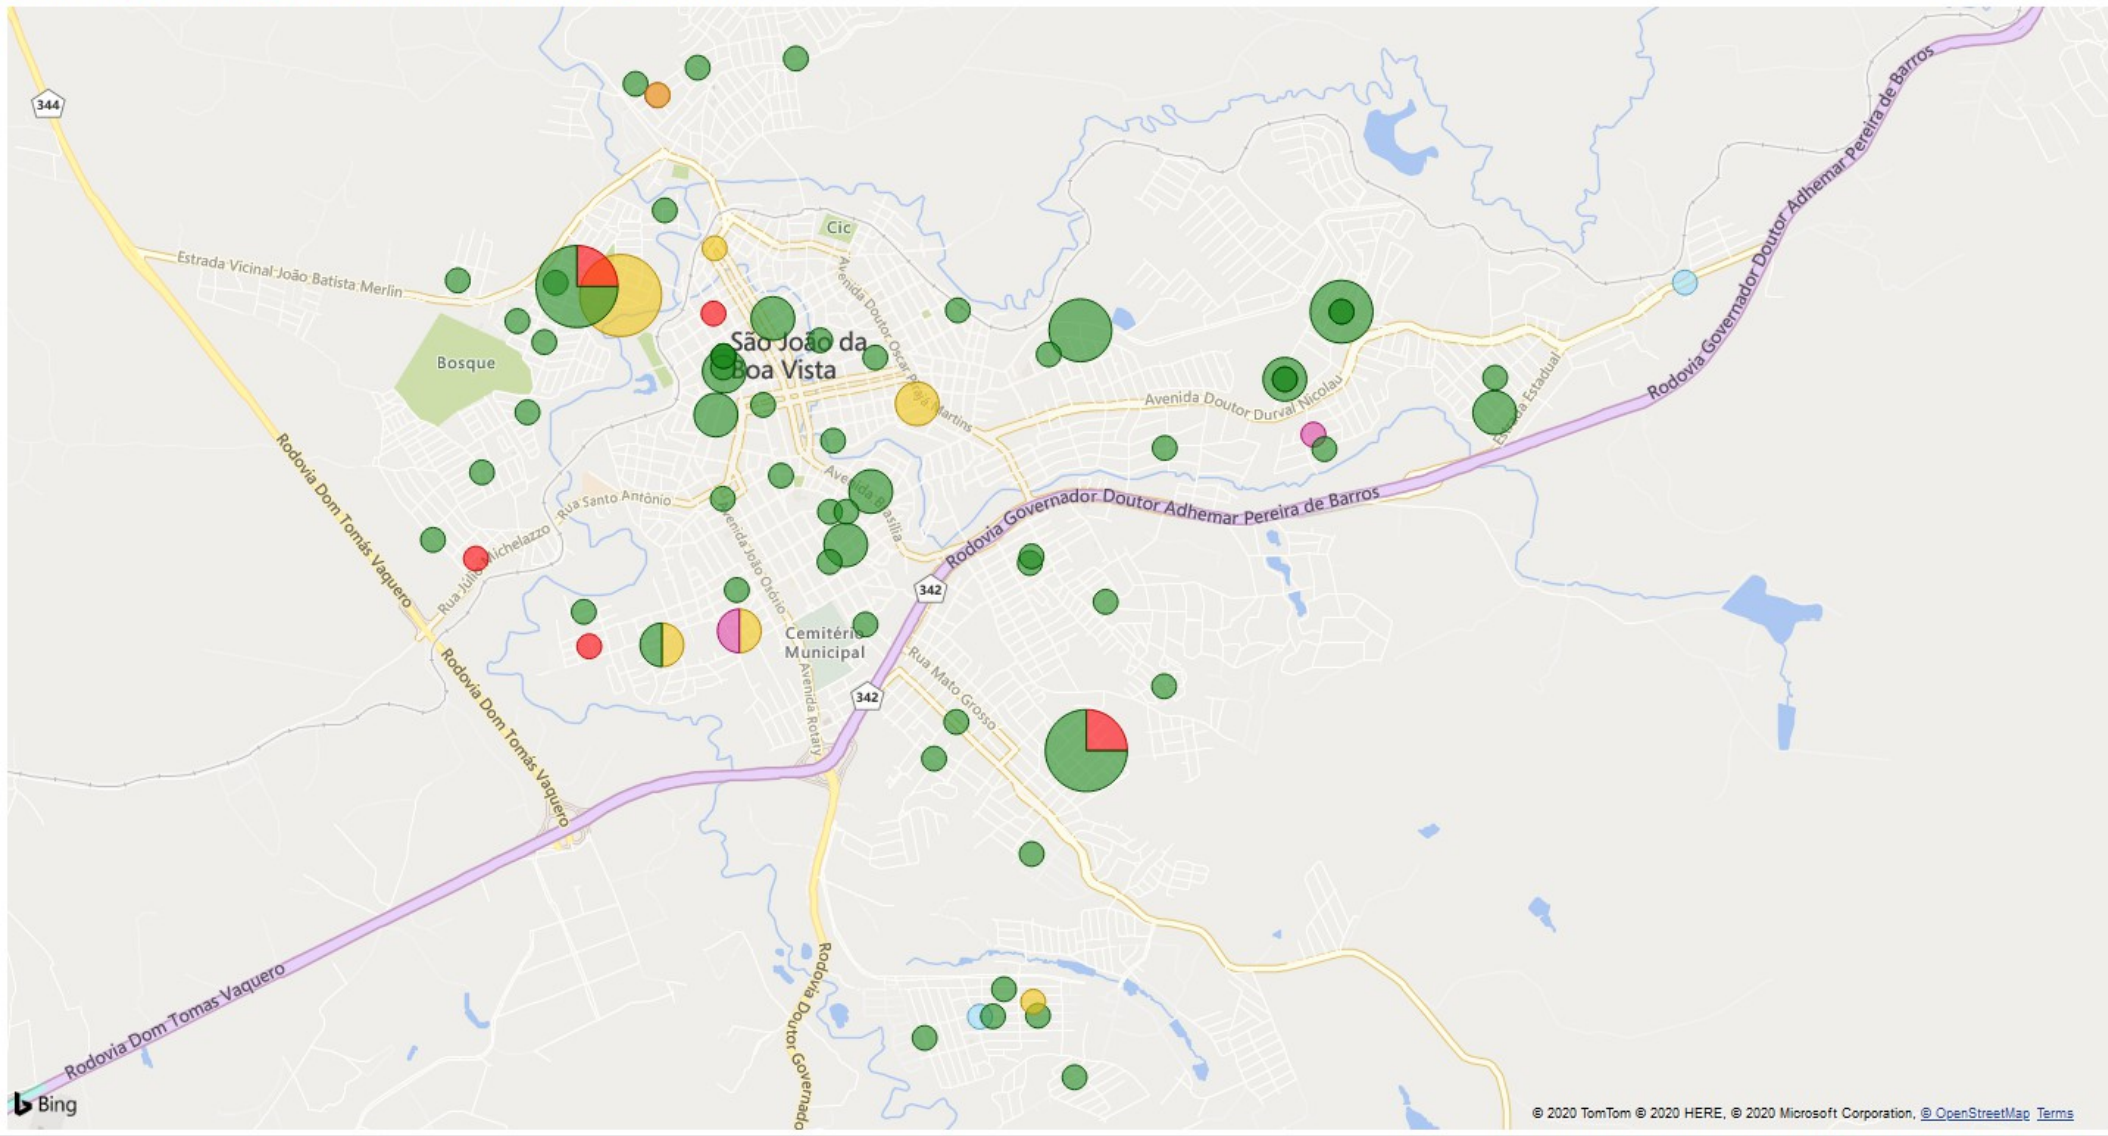 Rodovia Governador Doutor Adhemar Pereira de Barros
344
Cic
Estrada Vicinal João Batista Merlin
Avenida Doutor Oscar Pirajá Martins
São João da
Boa Vista
Bosque
Avenida Doutor Durval Nicolau
Estrada Estadual
Rodovia Dom Tomás Vaquero
Rua Santo Antônio
Avenida Brasília
Rodovia Governador Doutor Adhemar Pereira de Barros
Rua Júlio Michelazzo
Avenida João Osório
342
Cemitério
Municipal
Rua Mato Grosso
Rodovia Dom Tomás Vaquero
Avenida Rotary
342
Rodovia Dom Tomas Vaquero
Rodovia Doutor Governado
Bing
© 2020 TomTom © 2020 HERE, © 2020 Microsoft Corporation, © OpenStreetMap Terms